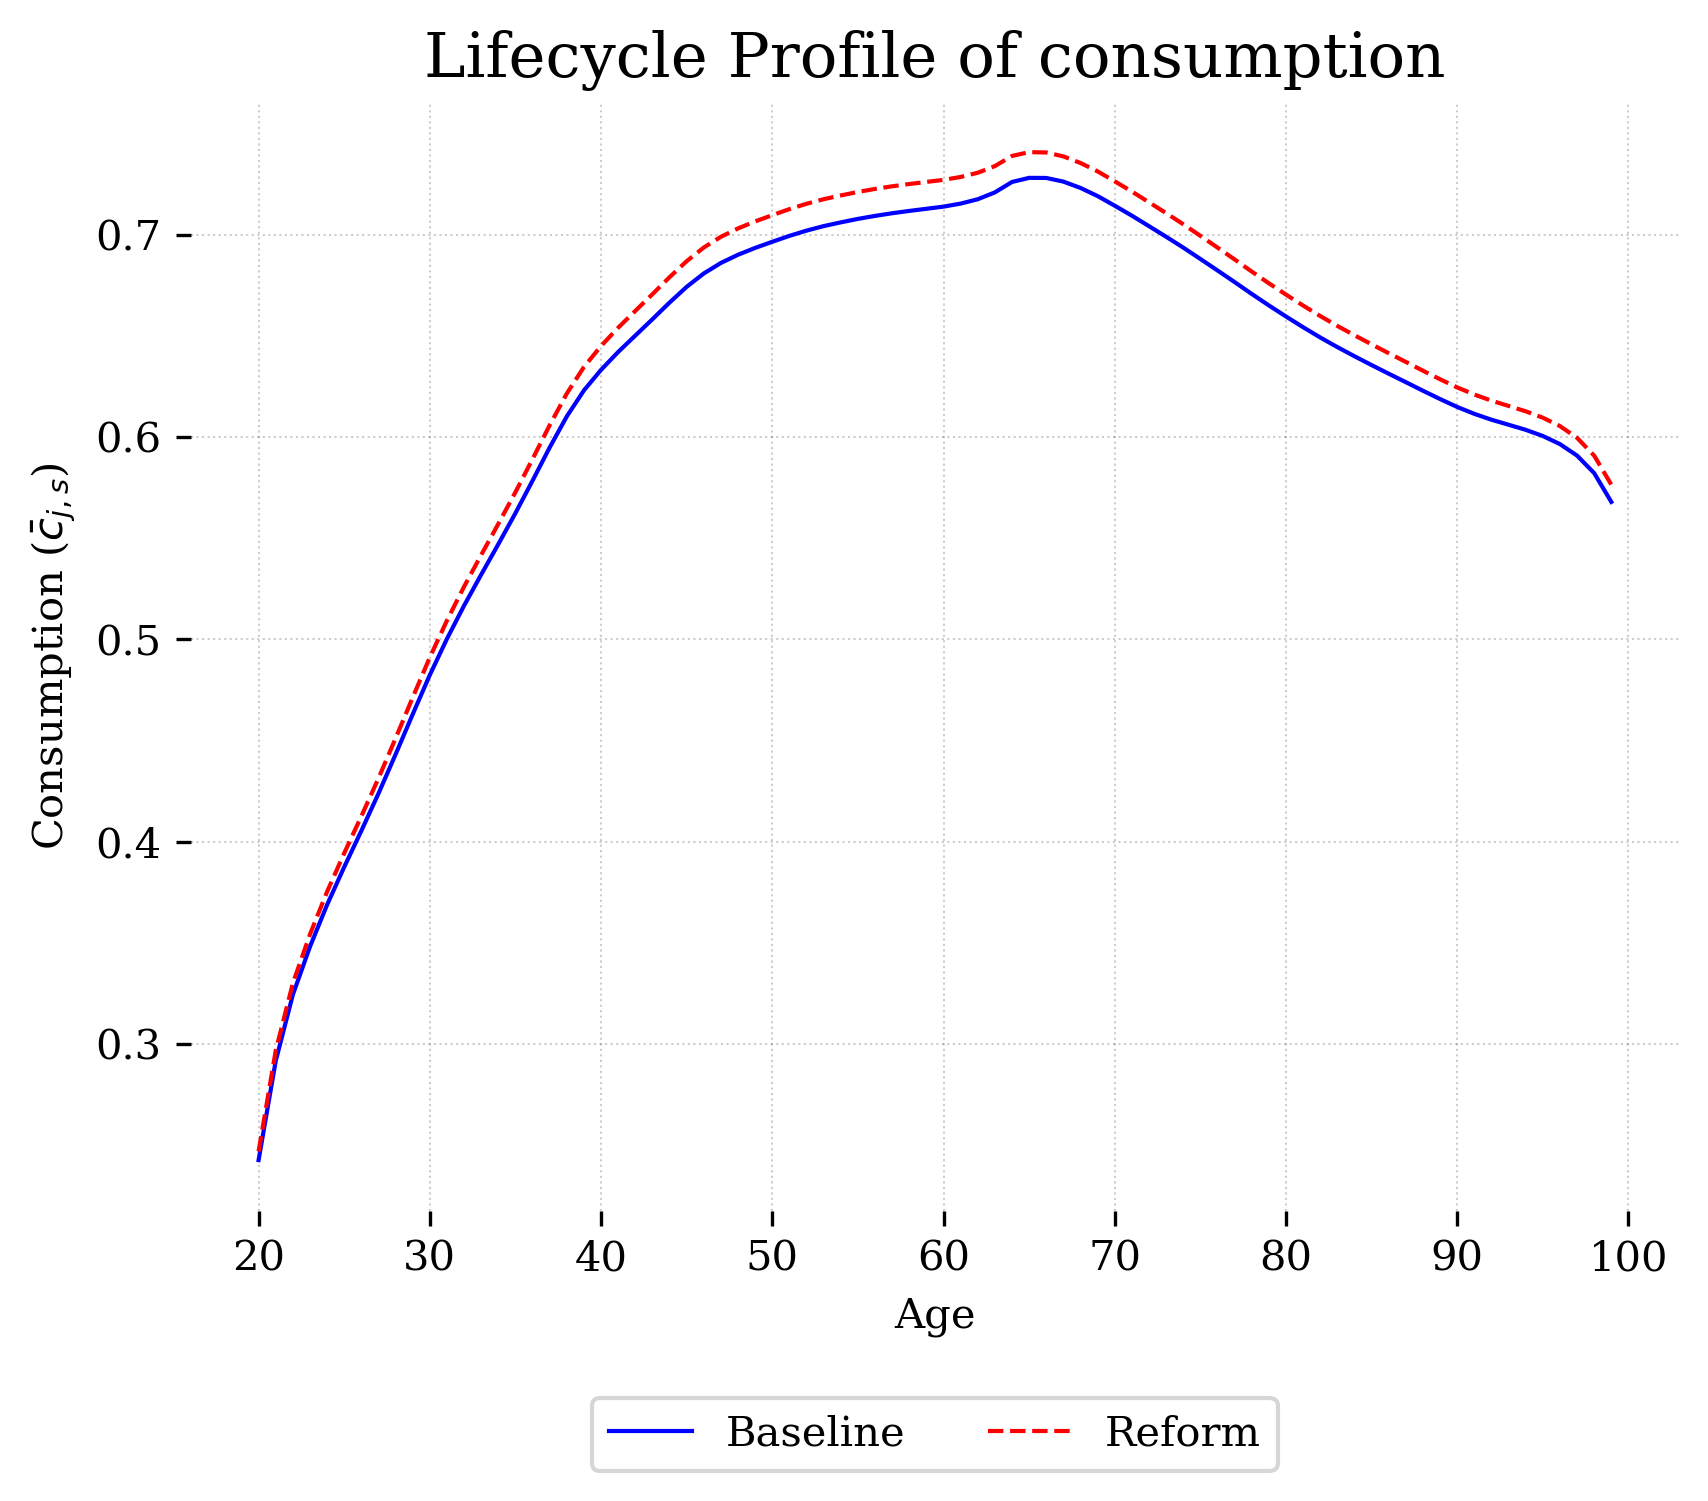 Lifecycle Profile of consumption
Consumption (c̄ⱼ,ₛ)
0.7
0.6
0.5
0.4
0.3
20 30 40 50 60 70 80 90 100
Age
Baseline Reform